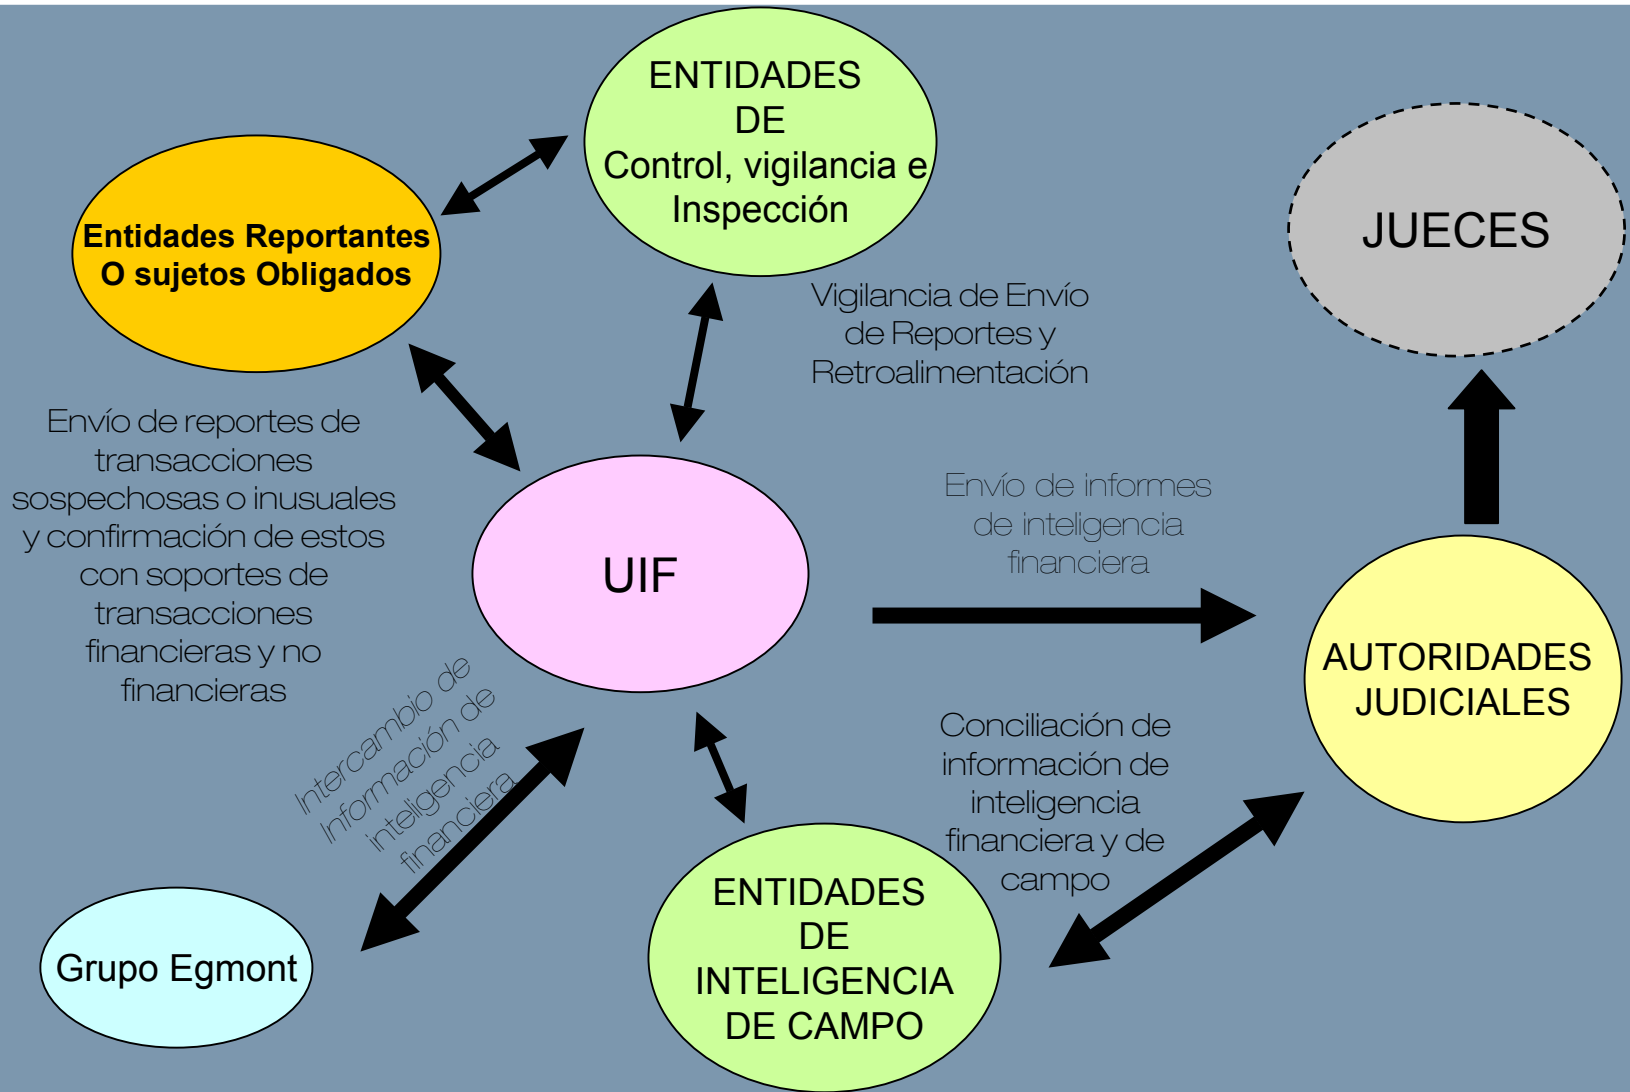 ENTIDADES
DE
Control, vigilancia e
Inspección
Entidades Reportantes
O sujetos Obligados
JUECES
Vigilancia de Envío
de Reportes y
Retroalimentación
Envío de reportes de
transacciones
sospechosas o inusuales
y confirmación de estos
con soportes de
transacciones
financieras y no
financieras
UIF
Envío de informes
de inteligencia
financiera
AUTORIDADES
JUDICIALES
Intercambio de
Información de
inteligencia
financiera
Conciliación de
información de
inteligencia
financiera y de
campo
Grupo Egmont
ENTIDADES
DE
INTELIGENCIA
DE CAMPO